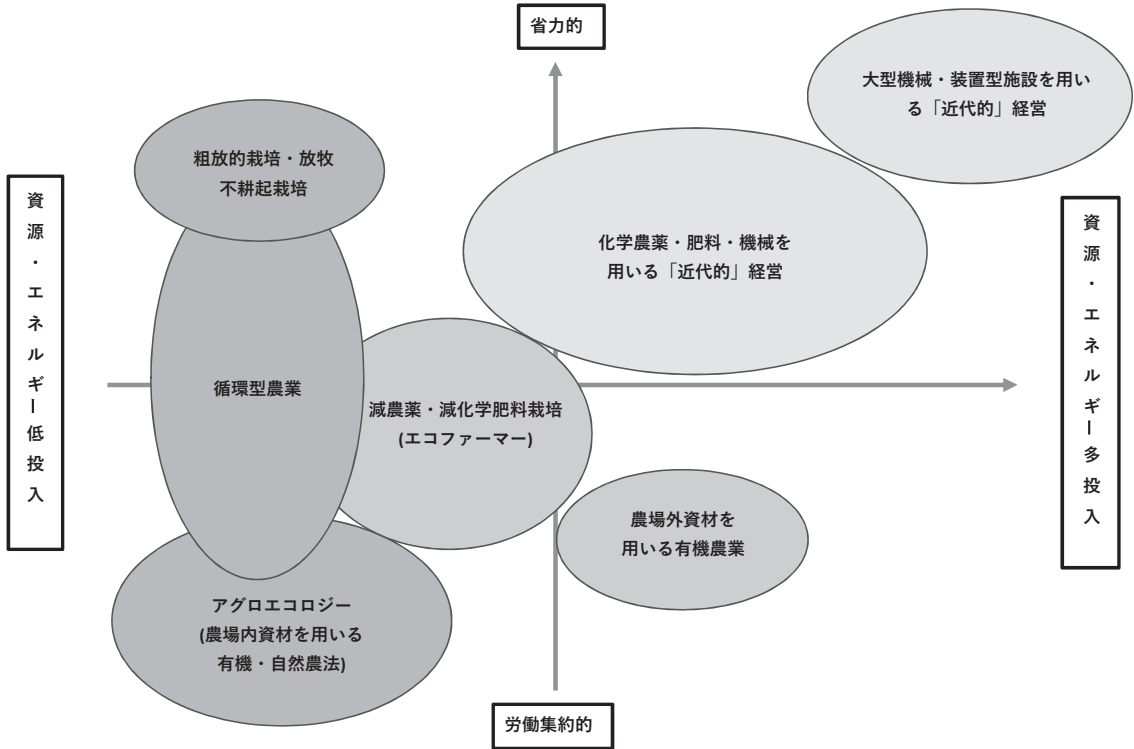 省力的
大型機械・装置型施設を用い
る「近代的」経営
粗放的栽培・放牧
不耕起栽培
資源・エネルギー低投入
資源・エネルギー多投入
化学農薬・肥料・機械を
用いる「近代的」経営
循環型農業
減農薬・減化学肥料栽培
(エコファーマー)
農場外資材を
用いる有機農業
アグロエコロジー
(農場内資材を用いる
有機・自然農法)
労働集約的